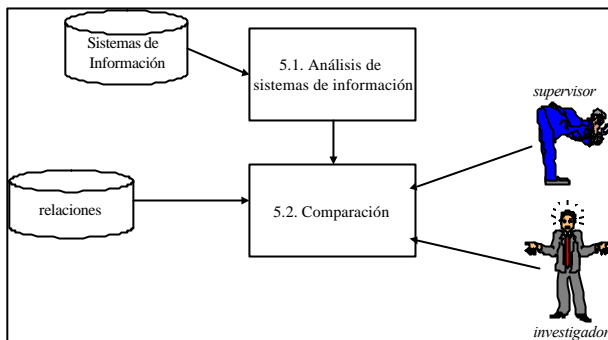 Sistemas de
Información
5.1. Análisis de
sistemas de información
supervisor
relaciones
5.2. Comparación
investigador